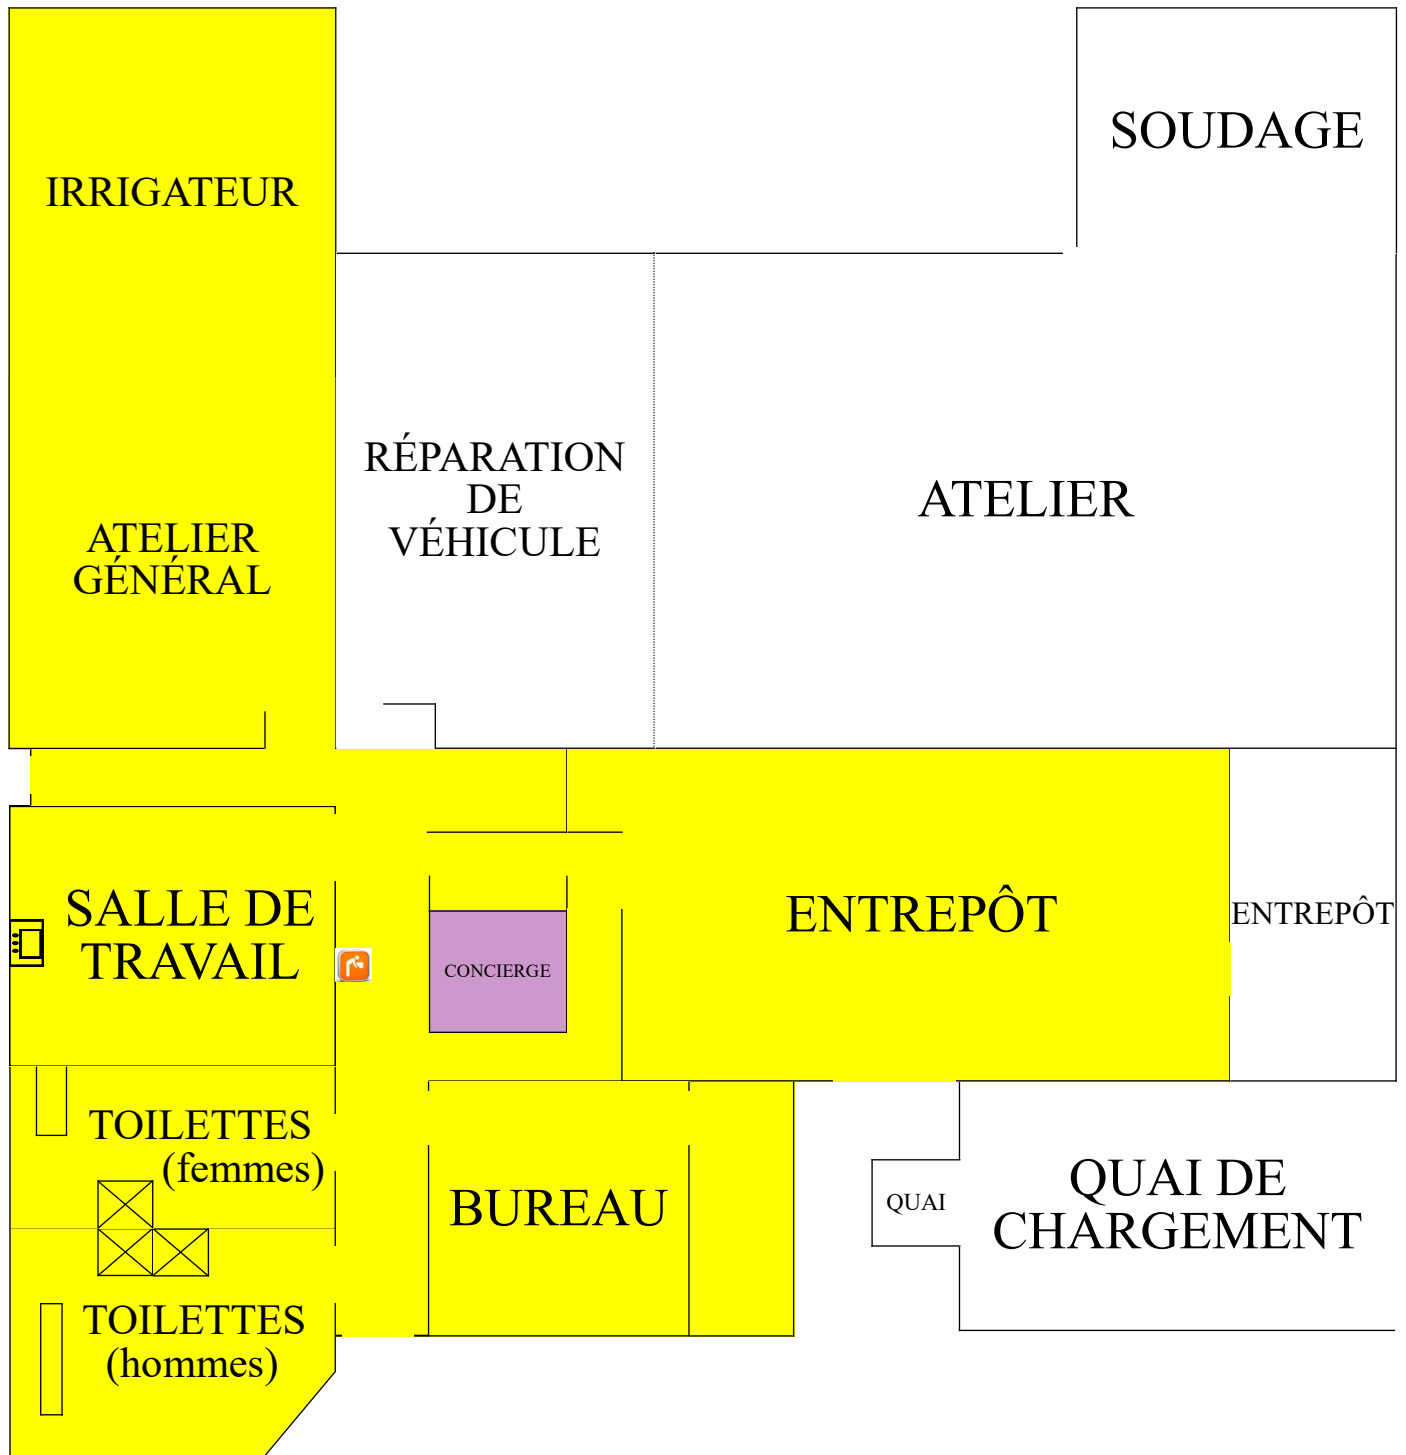 SOUDAGE
IRRIGATEUR
RÉPARATION
DE
VÉHICULE
ATELIER
ATELIER
GÉNÉRAL
SALLE DE
TRAVAIL
CONCIERGE
ENTREPÔT
ENTREPÔT
TOILETTES
(femmes)
BUREAU
QUAI
QUAI DE
CHARGEMENT
TOILETTES
(hommes)